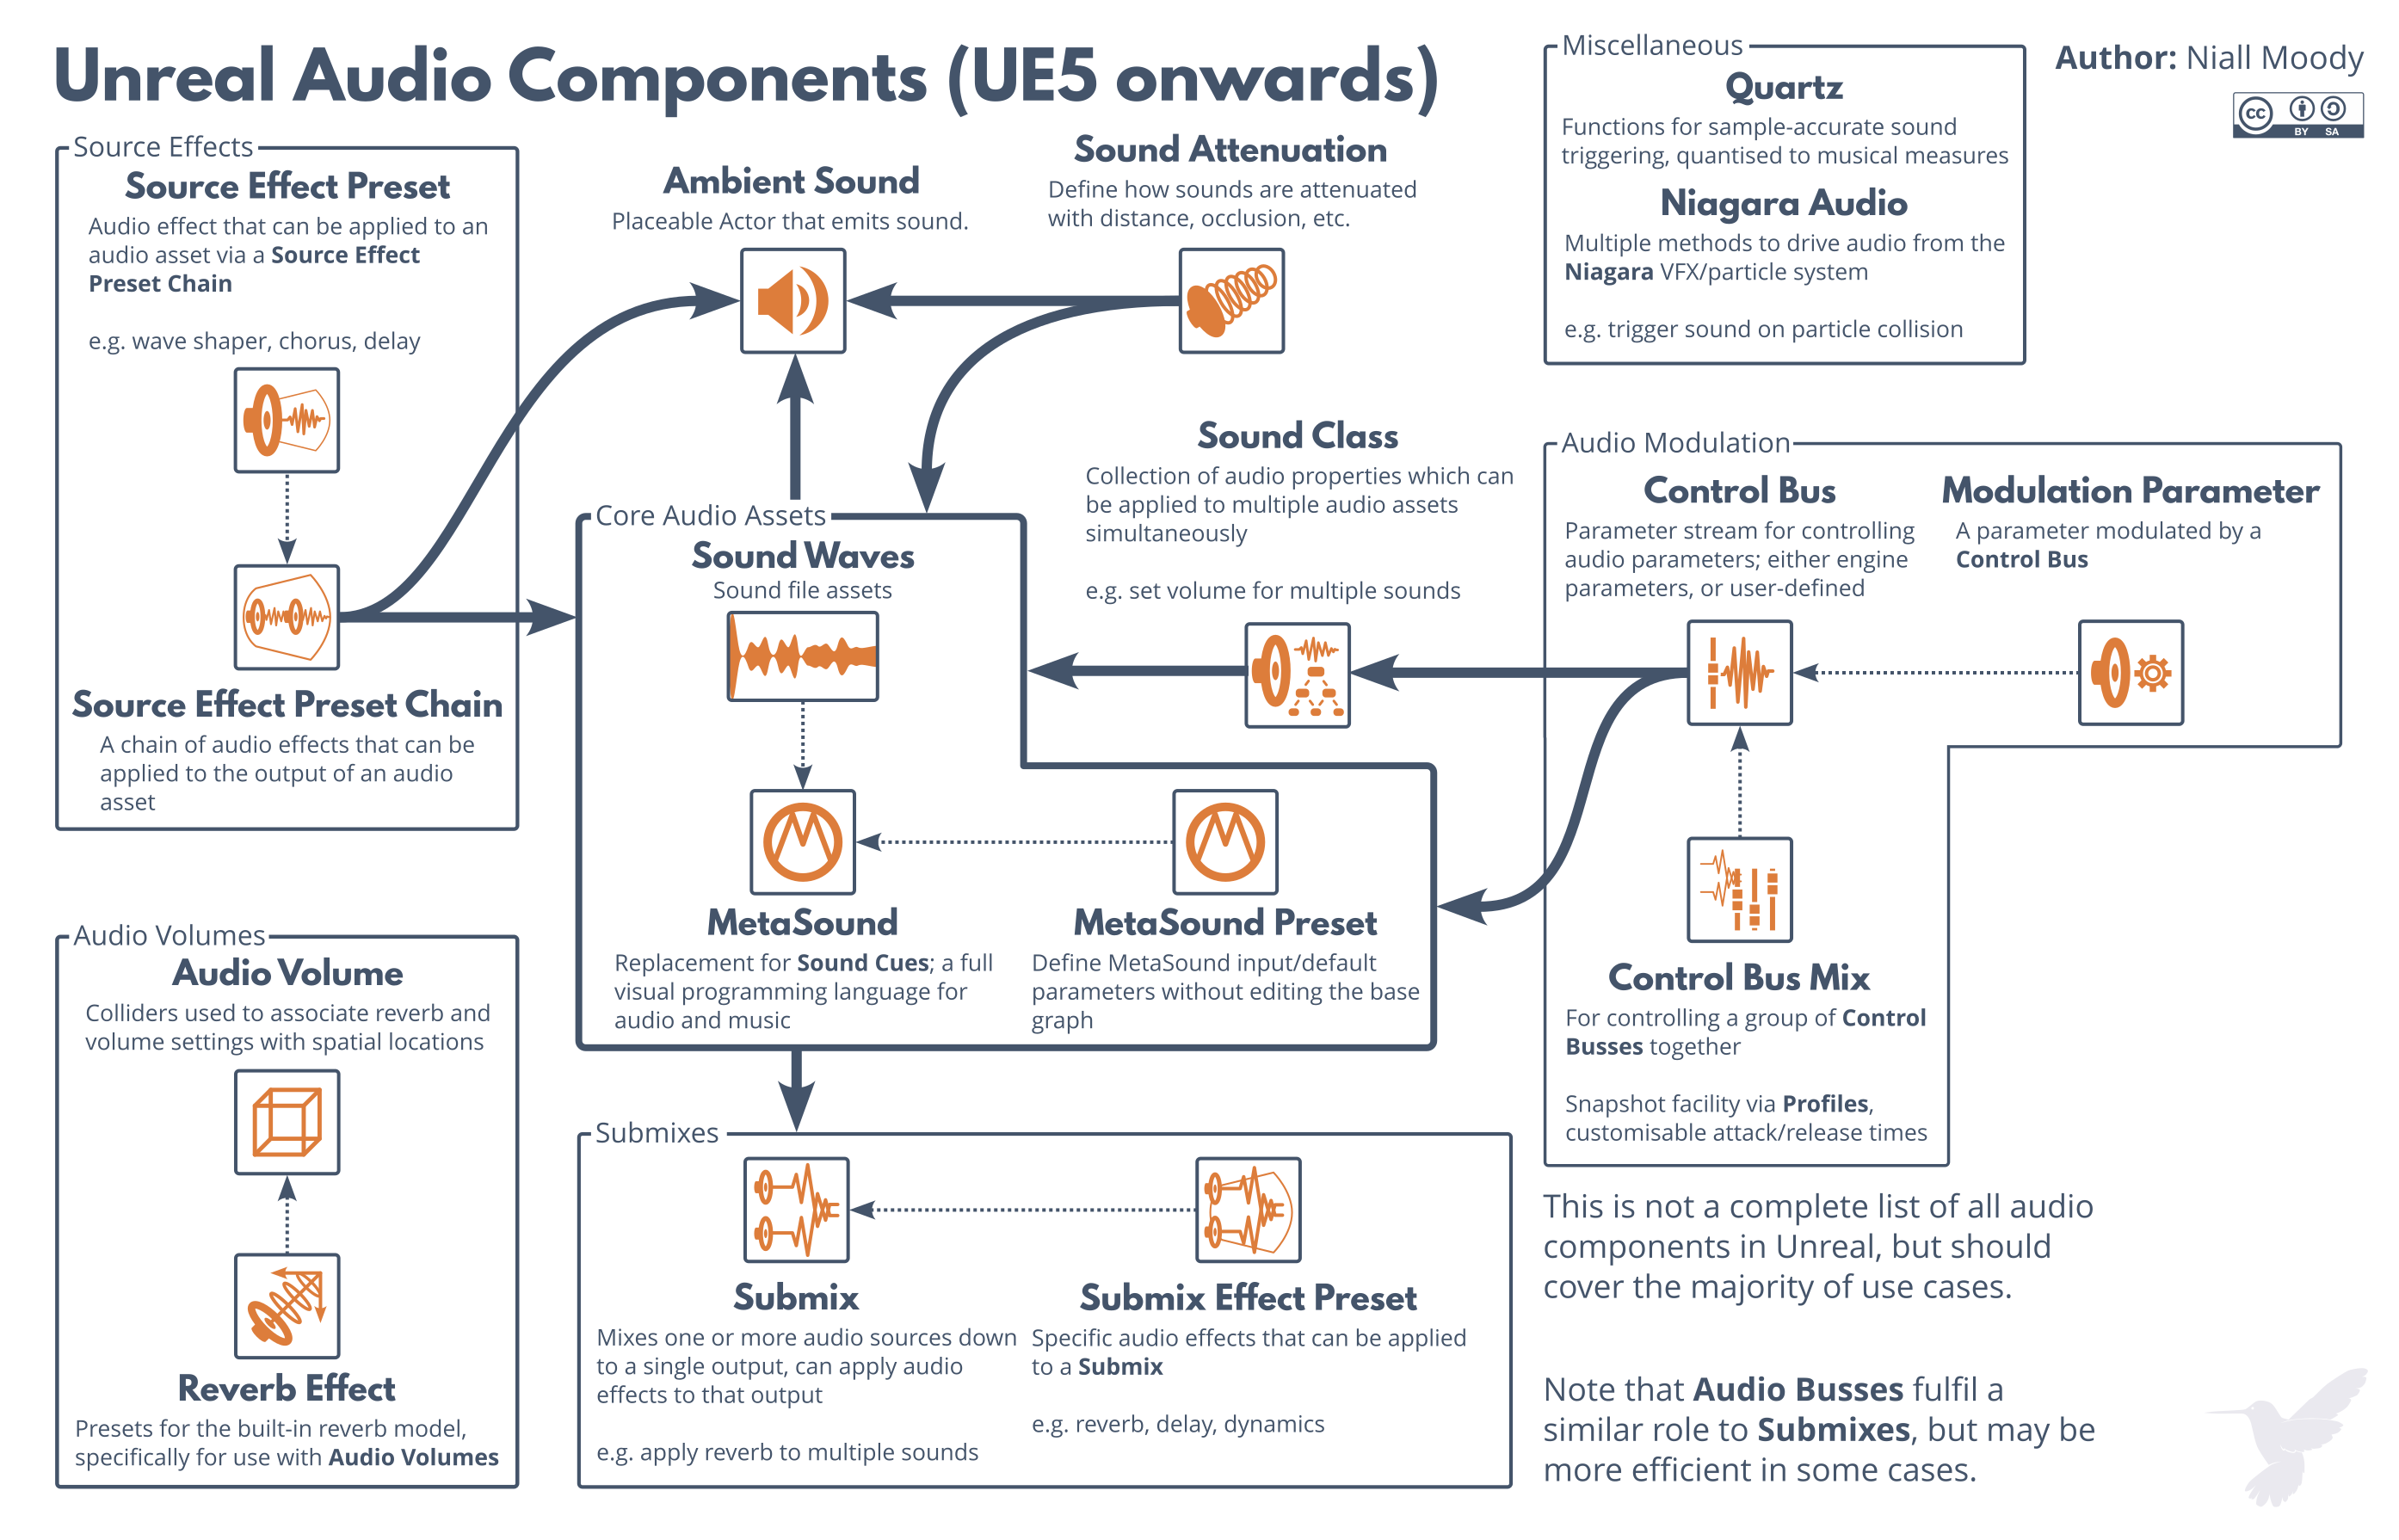 Unreal Audio Components (UE5 onwards)
Author: Niall Moody
cc
BY SA
Source Effects
Source Effect Preset
Audio effect that can be applied to an
audio asset via a Source Effect
Preset Chain
e.g. wave shaper, chorus, delay
Source Effect Preset Chain
A chain of audio effects that can be
applied to the output of an audio
asset
Ambient Sound
Placeable Actor that emits sound.
Sound Attenuation
Define how sounds are attenuated
with distance, occlusion, etc.
Miscellaneous
Quartz
Functions for sample-accurate sound
triggering, quantised to musical measures
Niagara Audio
Multiple methods to drive audio from the
Niagara VFX/particle system
e.g. trigger sound on particle collision
Core Audio Assets
Sound Waves
Sound file assets
MetaSound
Replacement for Sound Cues; a full
visual programming language for
audio and music
MetaSound Preset
Define MetaSound input/default
parameters without editing the base
graph
Sound Class
Collection of audio properties which can
be applied to multiple audio assets
simultaneously
e.g. set volume for multiple sounds
Audio Modulation
Control Bus
Parameter stream for controlling
audio parameters; either engine
parameters, or user-defined
Modulation Parameter
A parameter modulated by a
Control Bus
Control Bus Mix
For controlling a group of Control
Busses together
Snapshot facility via Profiles,
customisable attack/release times
Audio Volumes
Audio Volume
Colliders used to associate reverb and
volume settings with spatial locations
Reverb Effect
Presets for the built-in reverb model,
specifically for use with Audio Volumes
Submixes
Submix
Mixes one or more audio sources down
to a single output, can apply audio
effects to that output
e.g. apply reverb to multiple sounds
Submix Effect Preset
Specific audio effects that can be applied
to a Submix
e.g. reverb, delay, dynamics
This is not a complete list of all audio
components in Unreal, but should
cover the majority of use cases.
Note that Audio Busses fulfil a
similar role to Submixes, but may be
more efficient in some cases.